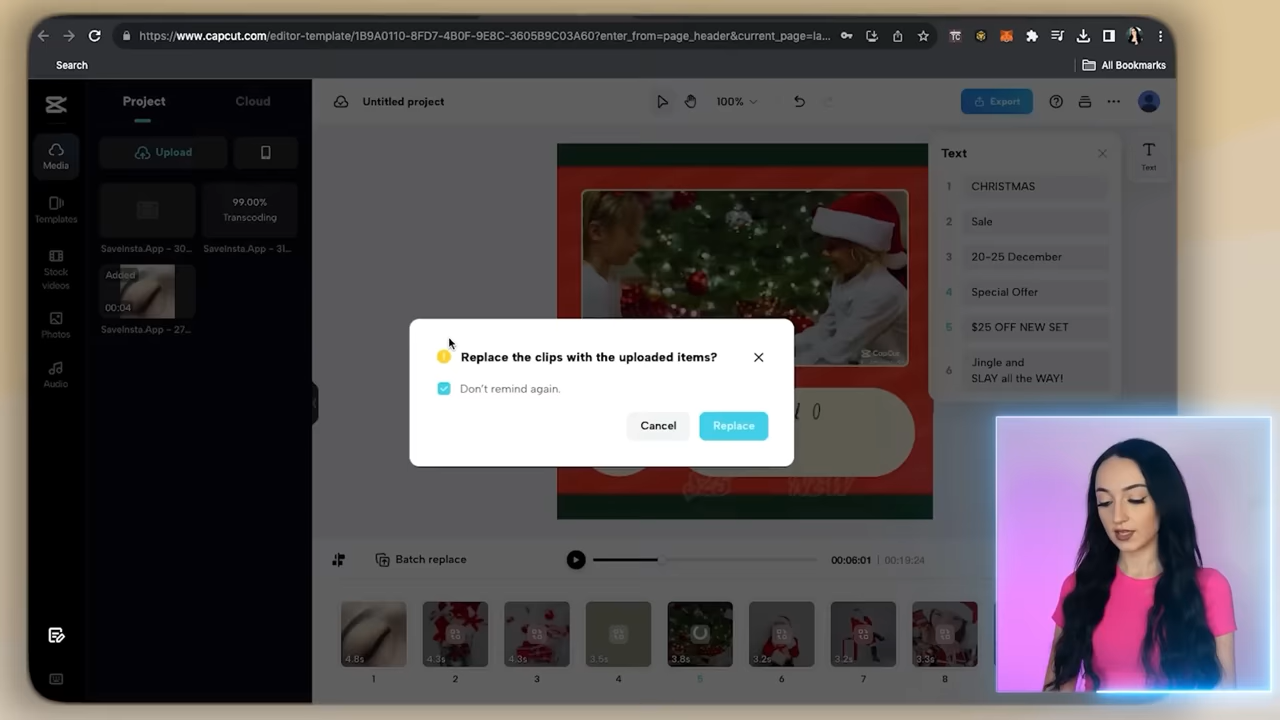 https://www.capcut.com/editor-template/1B9A0110-8FD7-4B0F-9E8C-3605B9C03A60?enter_from=page_header&current_page=la...
Search
All Bookmarks
Project
Cloud
Untitled project
100%
Export
Upload
Media
Templates
Stock
videos
Photos
Audio
99.00%
Transcoding
SaveInsta.App - 30...
SaveInsta.App - 31...
Added
00:04
SaveInsta.App - 27...
Text
Text
1 CHRISTMAS
2 Sale
3 20-25 December
4 Special Offer
5 $25 OFF NEW SET
6 Jingle and
SLAY all the WAY!
CapCut
Replace the clips with the uploaded items?
Don't remind again.
Cancel
Replace
$25 NEW
Batch replace
00:06:01 | 00:19:24
4.8s
4.3s
4.3s
3.5s
3.8s
3.2s
3.2s
3.3s
1
2
3
4
5
6
7
8